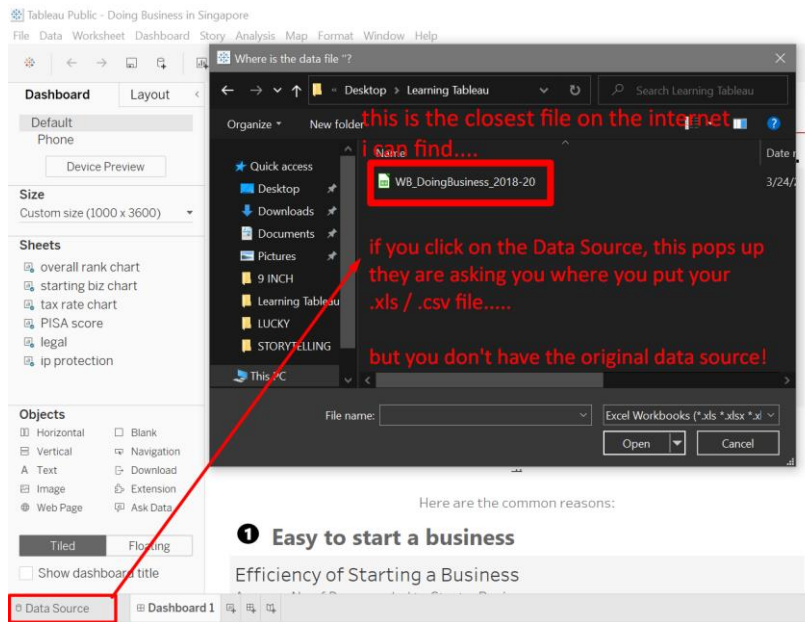 Tableau Public - Doing Business in Singapore
File Data Worksheet Dashboard Story Analysis Map Format Window Help
Where is the data file ''?
Dashboard Layout
Default
Phone
Device Preview
Size
Custom size (1000 x 3600)
Sheets
overall rank chart
starting biz chart
tax rate chart
PISA score
legal
ip protection
Objects
Horizontal Blank
Vertical Navigation
A Text Download
Image Extension
Web Page Ask Data
Tiled Floating
Show dashboard title
« Desktop > Learning Tableau
Search Learning Tableau
Organize New folder
this is the closest file on the internet
i can find....
Name Date
Quick access
Desktop
Downloads
Documents
Pictures
9 INCH
Learning Tableau
LUCKY
STORYTELLING
This PC
WB_DoingBusiness_2018-20 3/24/
if you click on the Data Source, this pops up
they are asking you where you put your
.xls / .csv file.....
but you don't have the original data source!
File name:
Excel Workbooks (*.xls *.xlsx *.xl
Open Cancel
Here are the common reasons:
1 Easy to start a business
Efficiency of Starting a Business
Data Source Dashboard 1